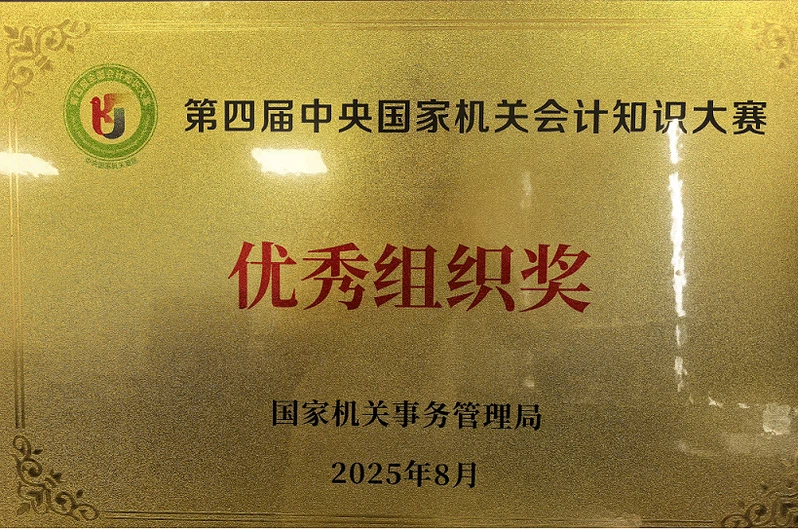 第四届中央国家机关会计知识大赛
优秀组织奖
国家机关事务管理局
2025年8月